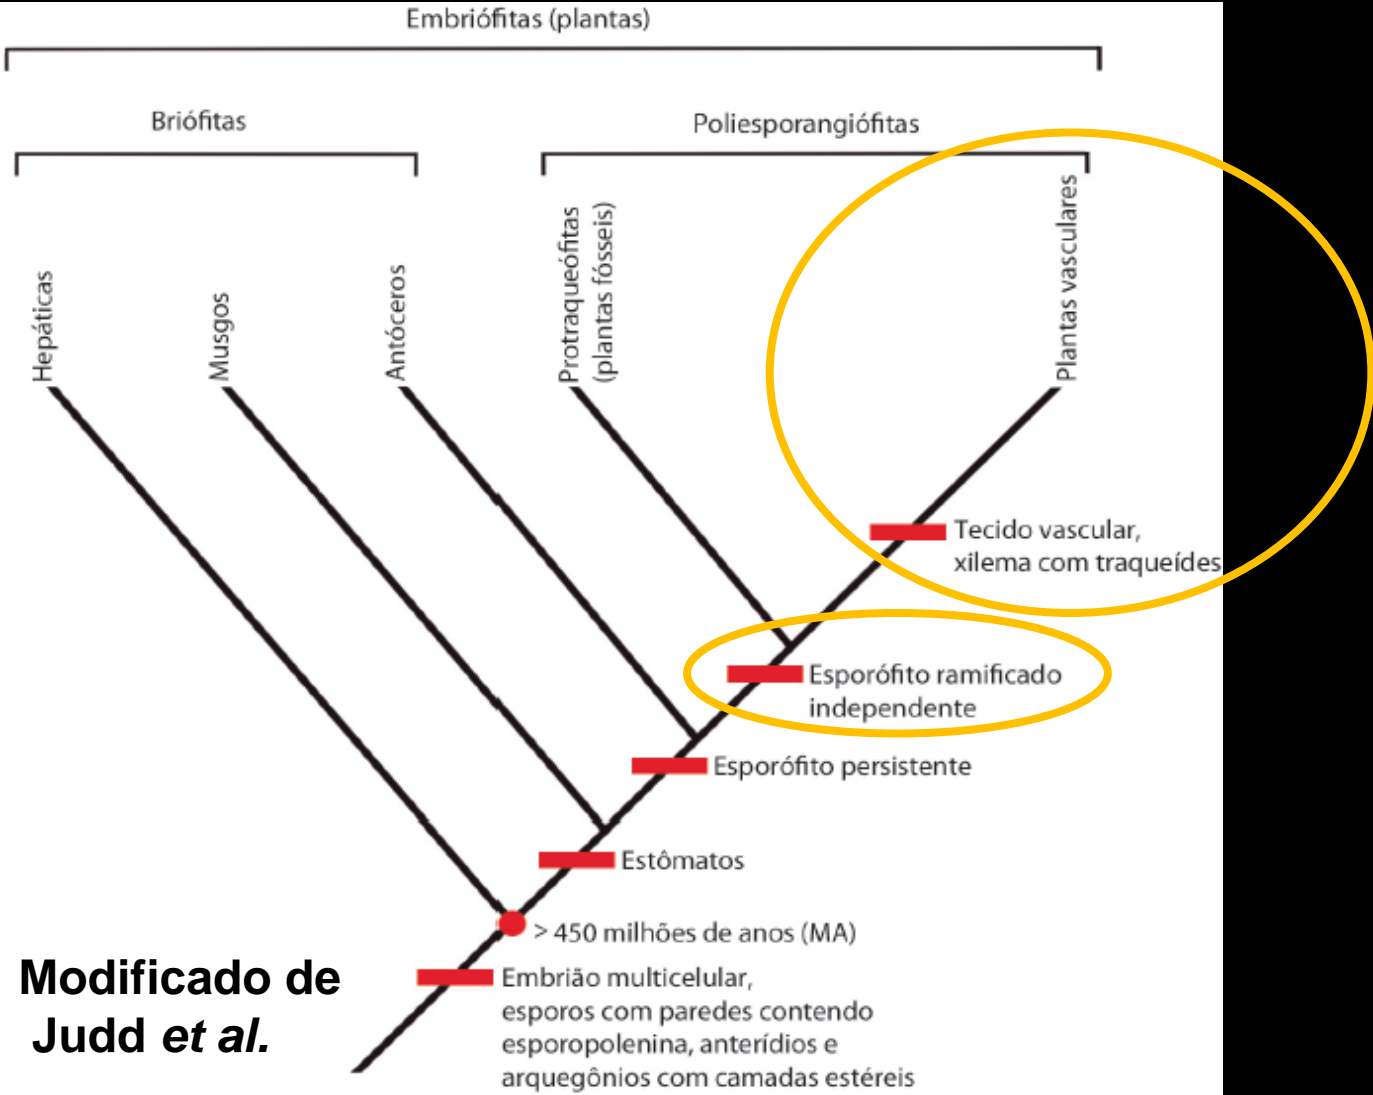 Embriófitas (plantas)
Briófitas
Poliesporangiófitas
Hepáticas
Musgos
Antóceros
Protraqueófitas
(plantas fósseis)
Plantas vasculares
Tecido vascular,
xilema com traqueídes
Esporófito ramificado
independente
Esporófito persistente
Estômatos
> 450 milhões de anos (MA)
Embrião multicelular,
esporos com paredes contendo
esporopolenina, anterídios e
arquegônios com camadas estéreis
Modificado de
Judd et al.